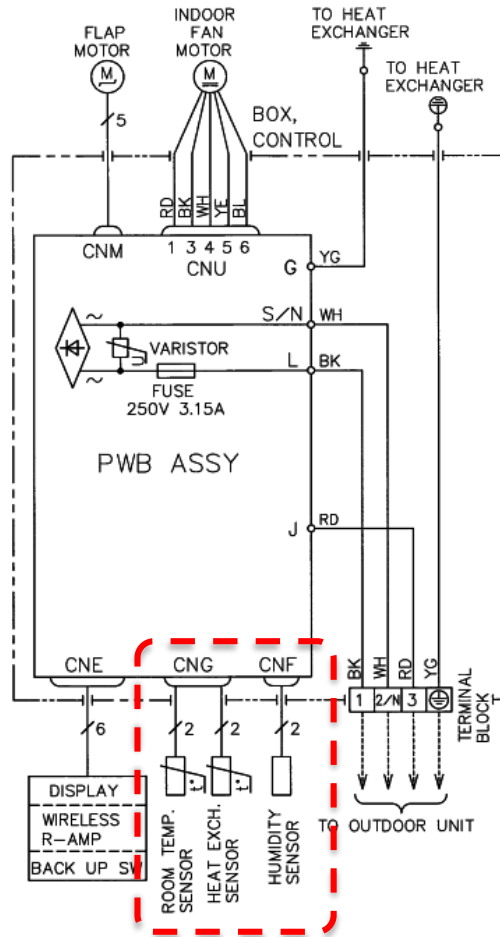 FLAP
MOTOR
INDOOR
FAN
MOTOR
TO HEAT
EXCHANGER
TO HEAT
EXCHANGER
M
M
5
BOX,
CONTROL
RD
BK
WH
YE
BL
1 3 4 5 6
CNM
CNU
G
YG
S/N
WH
~
VARISTOR
L
BK
~
FUSE
250V 3.15A
PWB ASSY
J
RD
CNE
CNG
CNF
BK
WH
RD
YG
1
2/N
3
TERMINAL
BLOCK
6
2
2
2
DISPLAY
WIRELESS
R-AMP
BACK UP SW
t°
t°
ROOM TEMP.
SENSOR
HEAT EXCH.
SENSOR
HUMIDITY
SENSOR
TO OUTDOOR UNIT